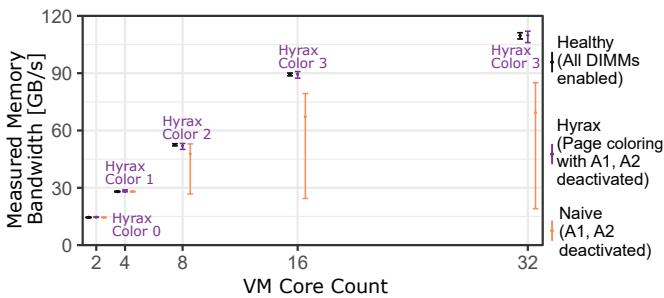 120
90
60
30
0
Measured Memory
Bandwidth [GB/s]
Hyrax
Color 0
Hyrax
Color 1
Hyrax
Color 2
Hyrax
Color 3
Hyrax
Color 3
2 4 8 16 32
VM Core Count
Healthy
(All DIMMs
enabled)
Hyrax
(Page coloring
with A1, A2
deactivated)
Naive
(A1, A2
deactivated)